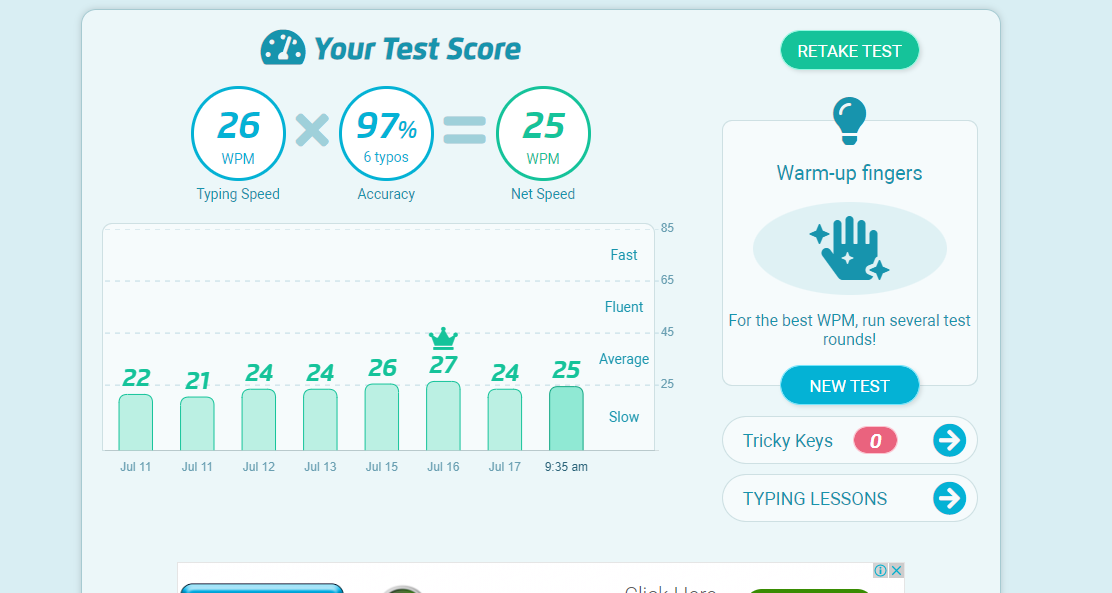 Your Test Score
RETAKE TEST
26
WPM
Typing Speed
97%
6 typos
Accuracy
25
WPM
Net Speed
85
Fast
65
Fluent
45
Average
25
Slow
22
21
24
24
26
27
24
25
Jul 11
Jul 11
Jul 12
Jul 13
Jul 15
Jul 16
Jul 17
9:35 am
Warm-up fingers
For the best WPM, run several test
rounds!
NEW TEST
Tricky Keys 0
TYPING LESSONS
Click Here